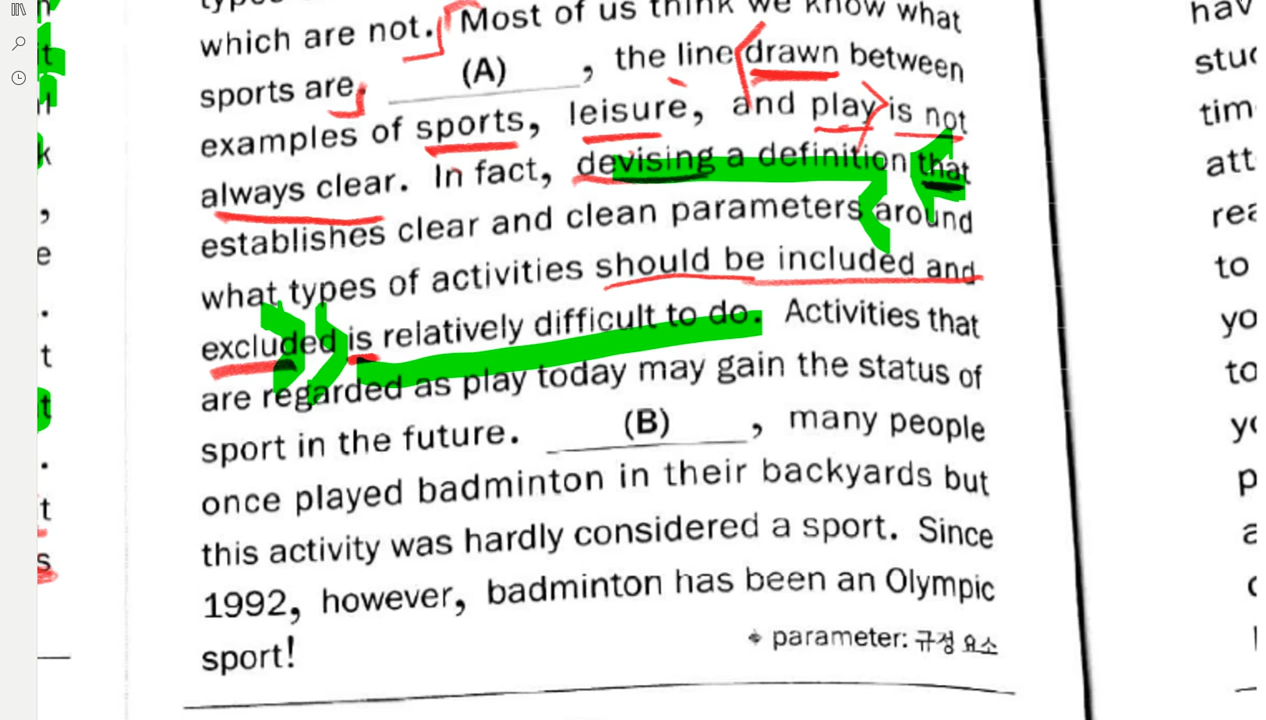 which are not. Most of us think we know what
sports are. (A) , the line drawn between
examples of sports, leisure, and play is not
always clear. In fact, devising a definition that
establishes clear and clean parameters around
what types of activities should be included and
excluded is relatively difficult to do. Activities that
are regarded as play today may gain the status of
sport in the future. (B) , many people
once played badminton in their backyards but
this activity was hardly considered a sport. Since
1992, however, badminton has been an Olympic
sport!
* parameter: 규정 요소
to
to